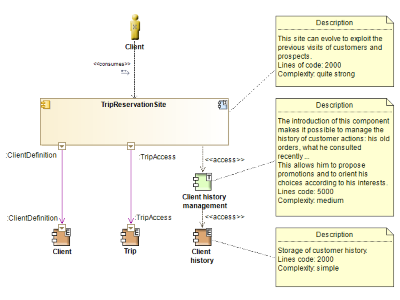 Client
<<consumes>>
TripReservationSite
:ClientDefinition
:TripAccess
<<access>>
Client history
management
<<access>>
:ClientDefinition
:TripAccess
Client
Trip
Client
history
Description
This site can evolve to exploit the
previous visits of customers and
prospects.
Lines of code: 2000
Complexity: quite strong
Description
The introduction of this component
makes it possible to manage the
history of customer actions: his old
orders, what he consulted
recently...
This allows him to propose
promotions and to orient his
choices according to his interests.
Lines of code: 5000
Complexity: medium
Description
Storage of customer history.
Lines of code: 2000
Complexity: simple